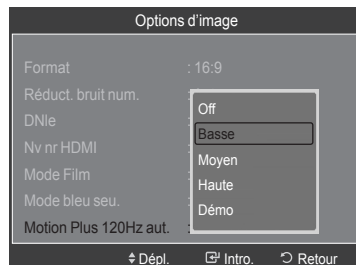 Options d'image
Format : 16:9
Réduct. bruit num. :
DNIe :
Nv nr HDMI :
Mode Film :
Mode bleu seu. :
Motion Plus 120Hz aut. :
Off
Basse
Moyen
Haute
Démo
Dépl. Intro. Retour